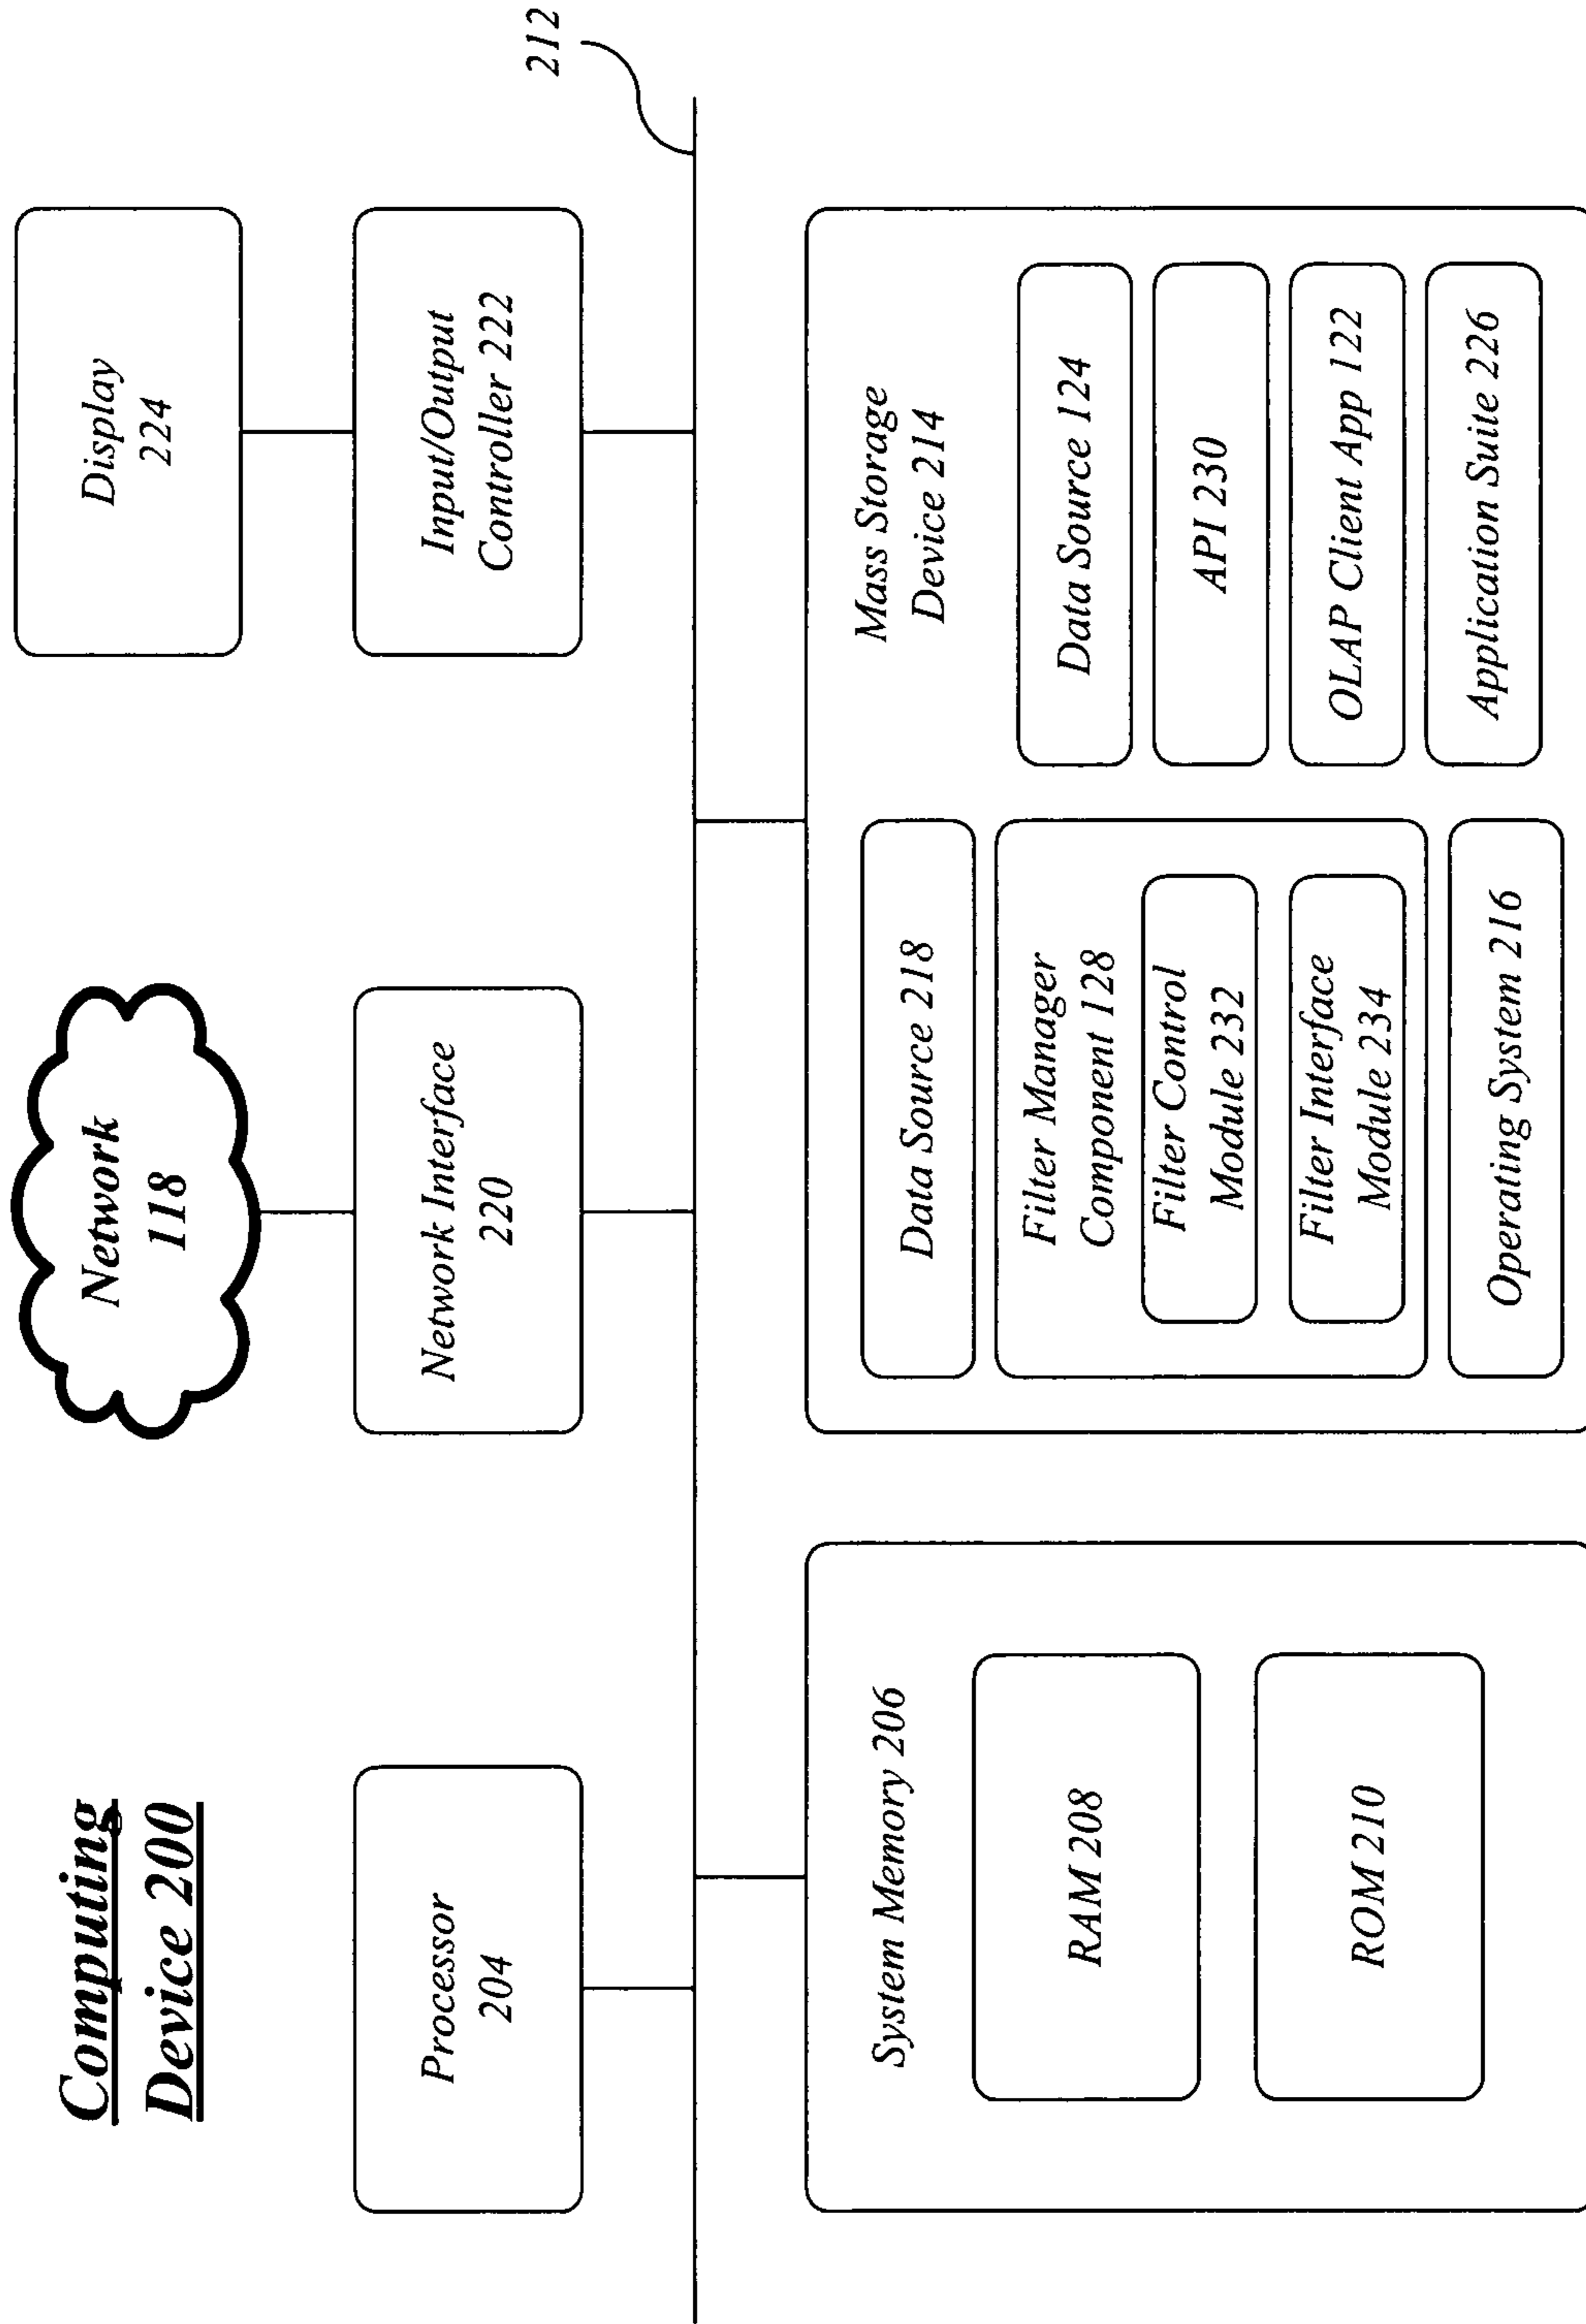 Computing
Device 200
Network
118
Display
224
Processor
204
Network Interface
220
Input/Output
Controller 222
212
System Memory 206
RAM 208
ROM 210
Mass Storage
Device 214
Data Source 218
Filter Manager
Component 128
Filter Control
Module 232
Filter Interface
Module 234
Operating System 216
Data Source 124
API 230
OLAP Client App 122
Application Suite 226